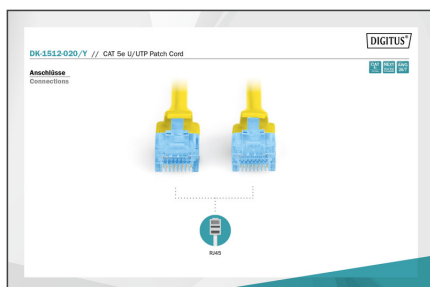 DIGITUS®
DK-1512-020/Y // CAT 5e U/UTP Patch Cord
Anschlüsse
Connections
RJ45